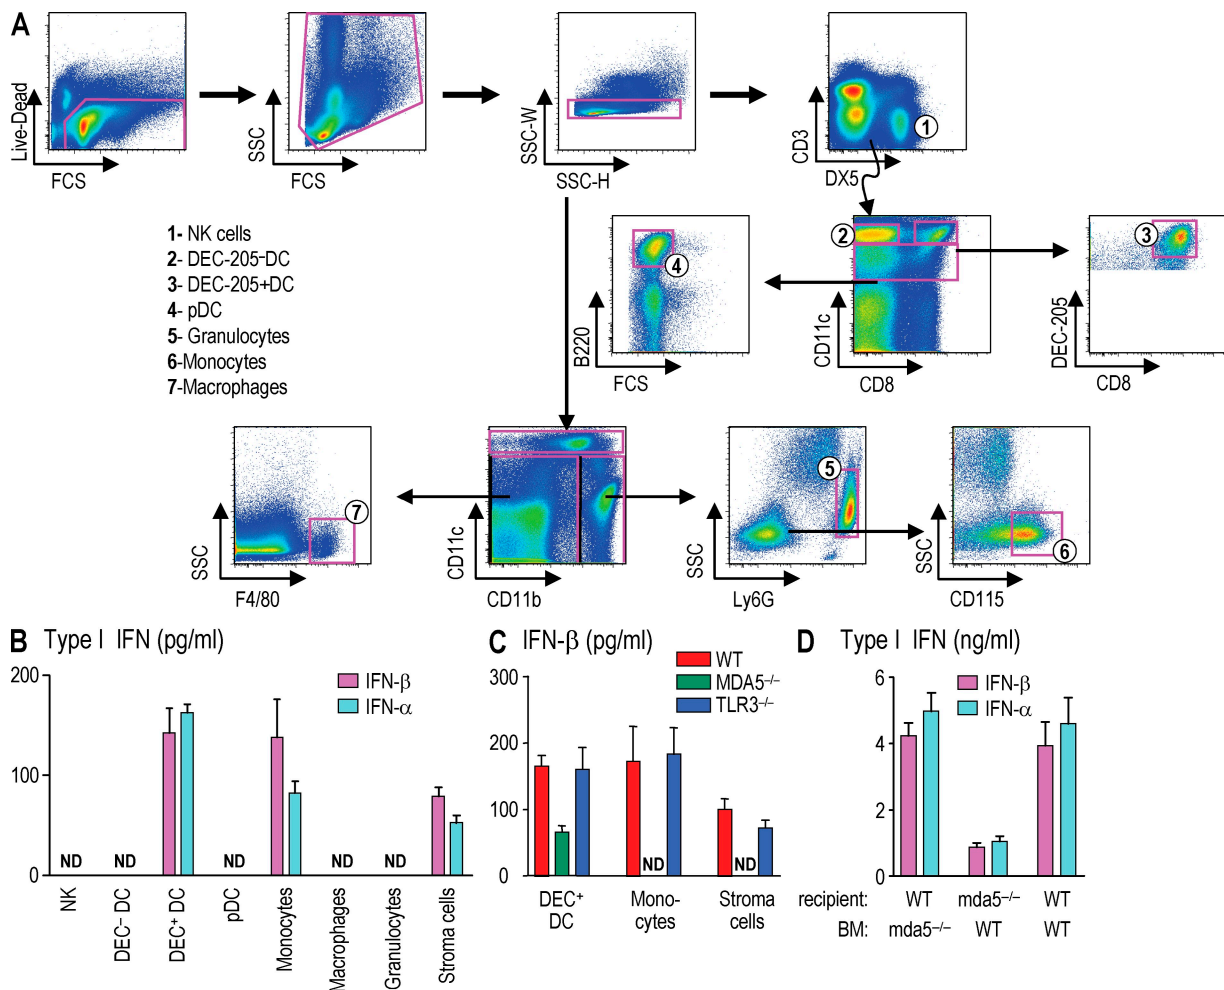 A
Live-Dead
FCS
SSC
FCS
SSC-W
SSC-H
CD3
DX5
1
1- NK cells
2- DEC-205⁻DC
3- DEC-205+DC
4- pDC
5- Granulocytes
6-Monocytes
7-Macrophages
4
B220
FCS
2
CD11c
CD8
3
DEC-205
CD8
7
SSC
F4/80
CD11c
CD11b
5
SSC
Ly6G
6
SSC
CD115
B Type I IFN (pg/ml)
200
100
0
IFN-β
IFN-α
ND ND ND ND ND
NK
DEC⁻ DC
DEC⁺ DC
pDC
Monocytes
Macrophages
Granulocytes
Stroma cells
C IFN-β (pg/ml)
300
200
100
0
WT
MDA5⁻/⁻
TLR3⁻/⁻
ND ND
DEC⁺ DC
Mono-cytes
Stroma cells
D Type I IFN (ng/ml)
6
4
2
0
IFN-β
IFN-α
recipient: WT mda5⁻/⁻ WT
BM: mda5⁻/⁻ WT WT